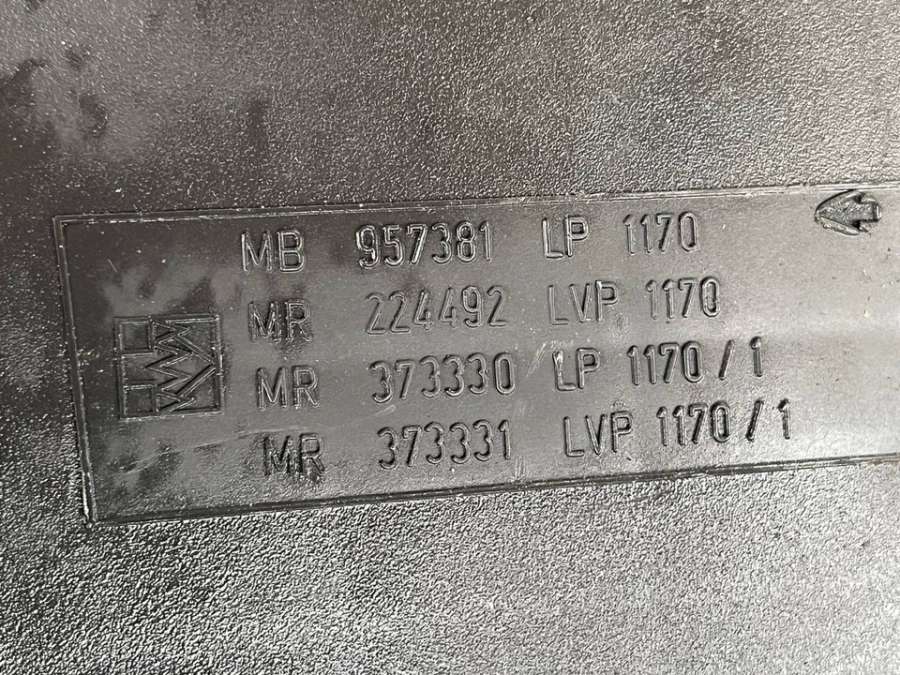 MB 957381 LP 1170
MR 224492 LVP 1170
MR 373330 LP 1170/1
MR 373331 LVP 1170/1